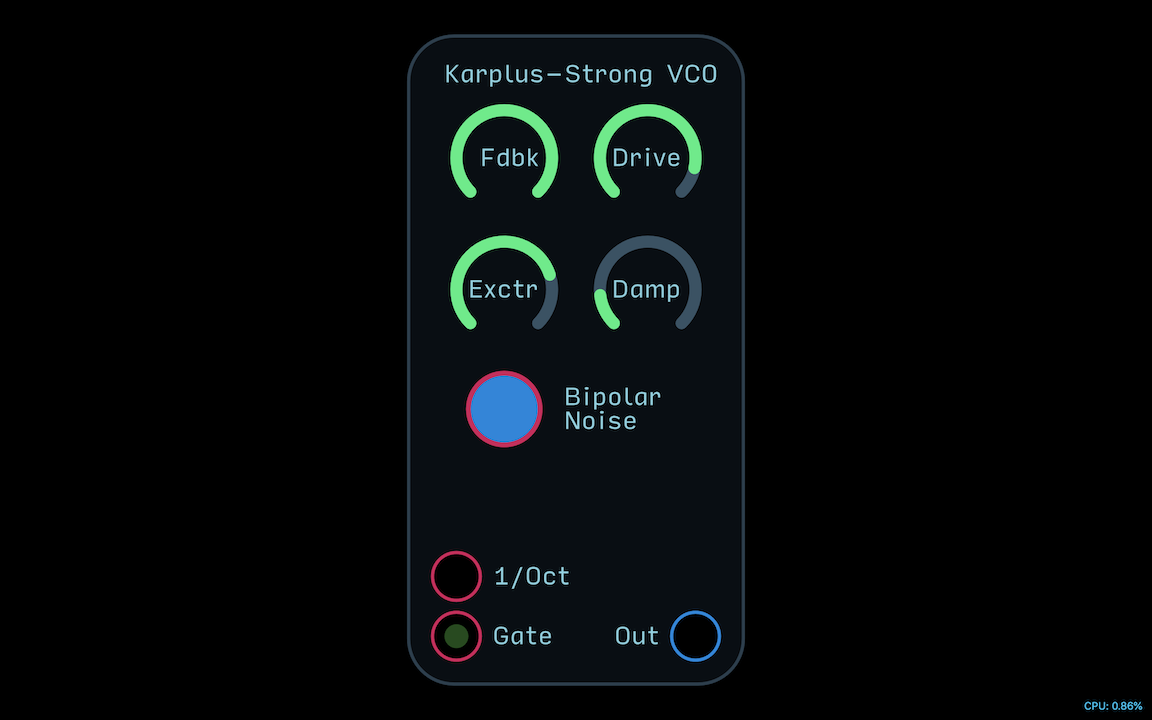 Karplus-Strong VCO
Fdbk
Drive
Exctr
Damp
Bipolar
Noise
1/Oct
Gate
Out
CPU: 0.86%